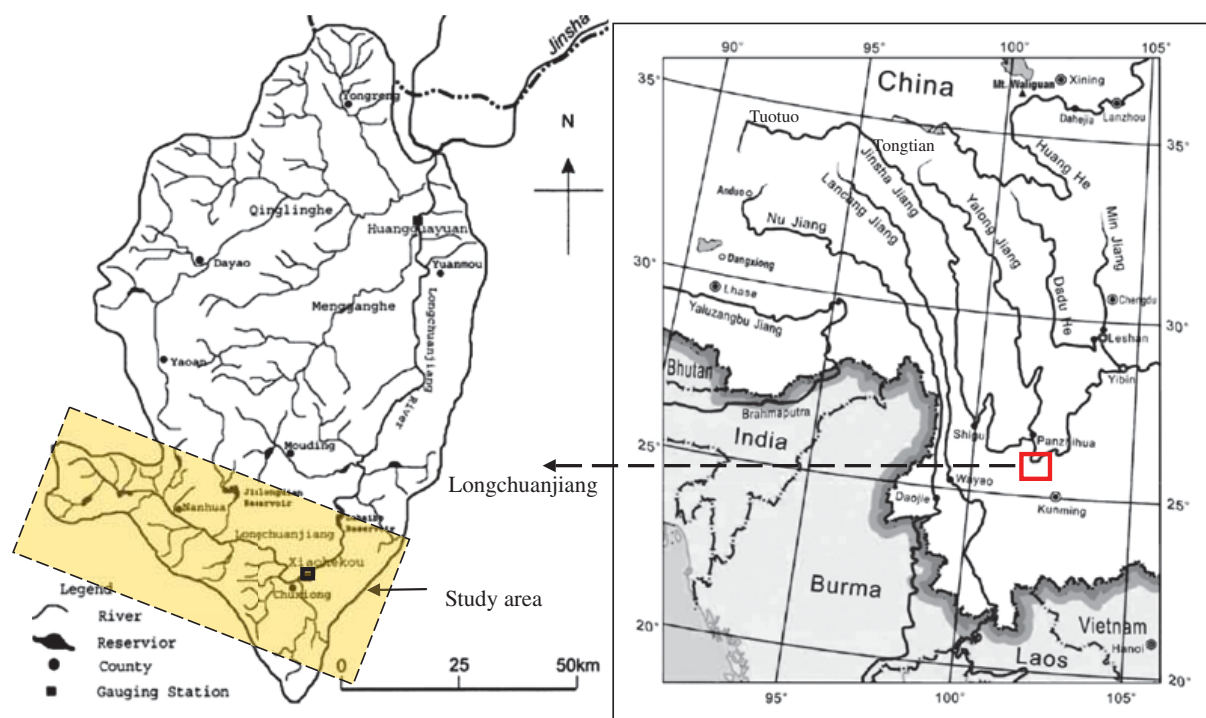 Jinsha
Yongreng
N
Qinglinghe
Huangguayuan
Dayao
Yuanmou
Mengganghe
Longchuanjiang
River
Yaoan
Mouding
Longchuanjiang
Jiulongdian
Reservoir
Nanhua
Reservoir
Longchuanjiang
Xiaohekou
Chuxiong
Study area
Legend
River
Reservior
County
Gauging Station
0 25 50km
90° 95° 100° 105°
35°
China
Mt. Waliguan
Xining
Dahejia
Lanzhou
35°
Tuotuo
Tongtian
Huang He
Jinsha Jiang
Lancang Jiang
Yalong Jiang
Nu Jiang
Anduo
Min Jiang
Dadu He
Dangxiong
30°
Lhasa
Yaluzangbu Jiang
Chengdu
30°
Leshan
Yibin
Bhutan
Brahmaputra
India
Shigu
Panzhihua
25°
Wayao
Daojie
Kunming
25°
Burma
20°
Vietnam
Hanoi
Laos
20°
95° 100° 105°